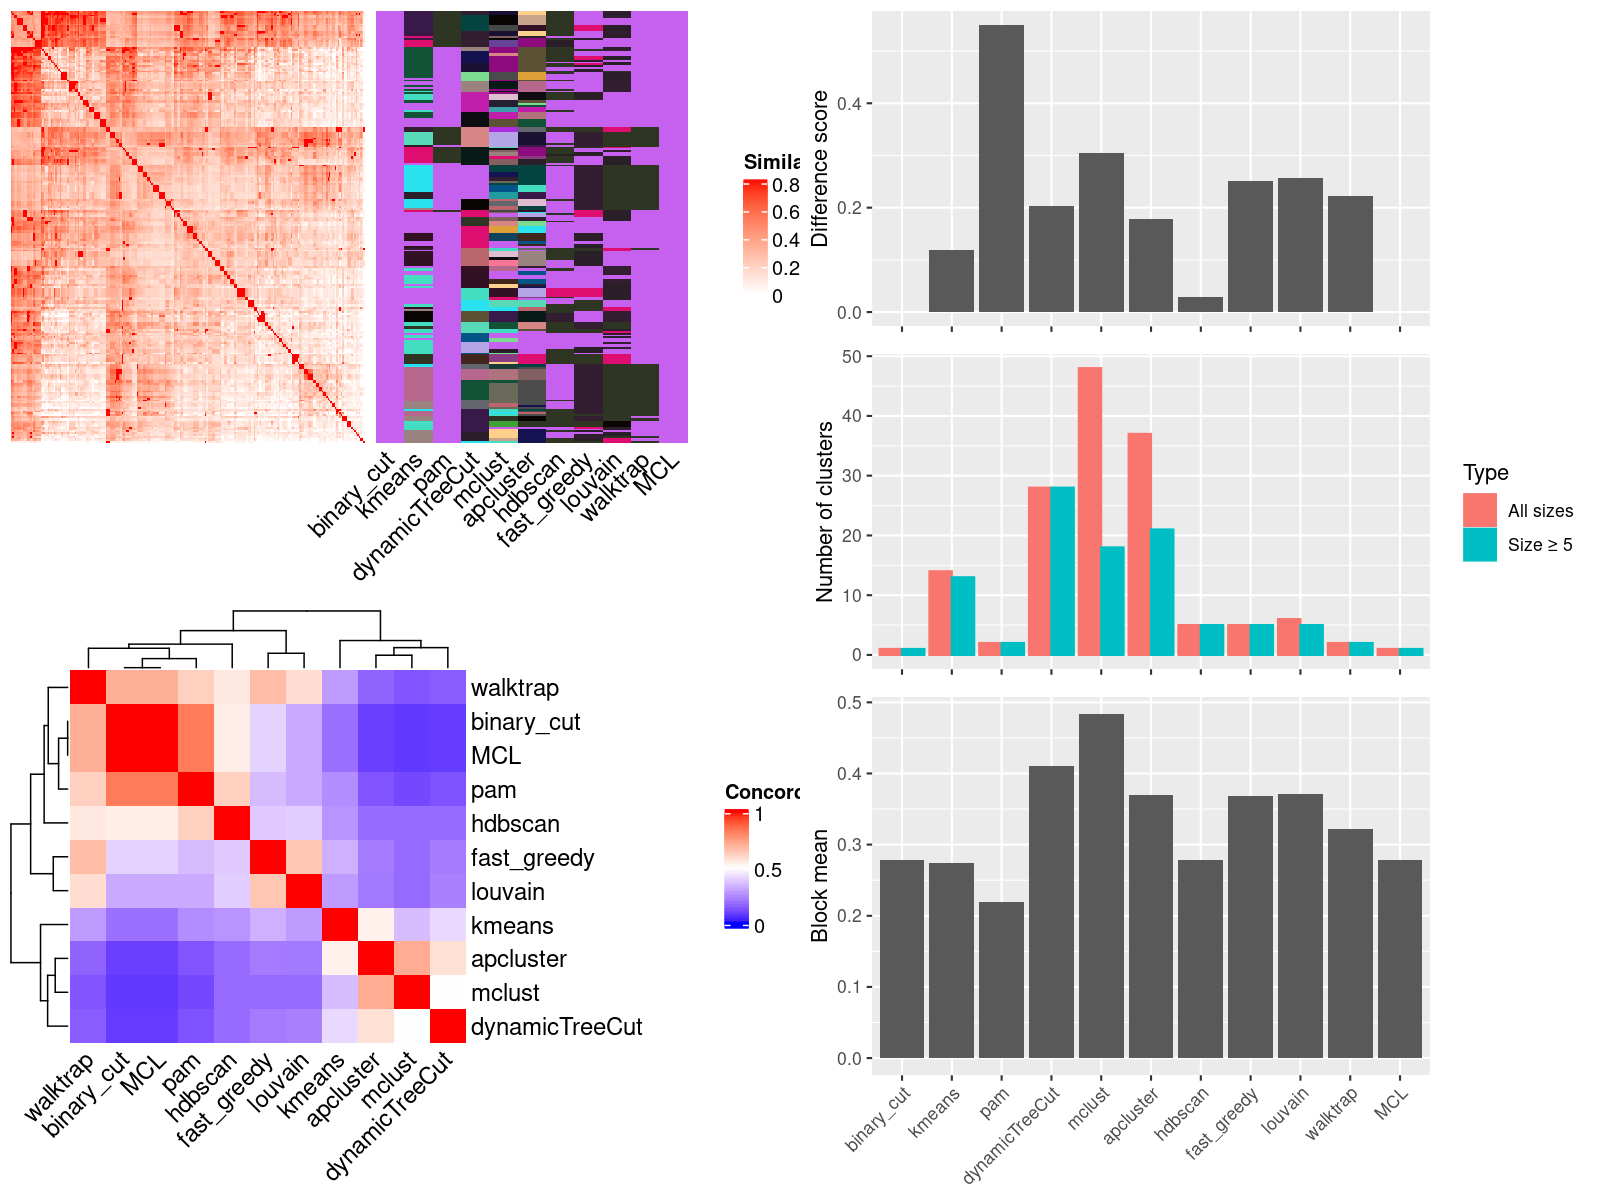 Simila
0.8
0.6
0.4
0.2
0
binary_cut
kmeans
pam
dynamicTreeCut
mclust
apcluster
hdbscan
fast_greedy
louvain
walktrap
MCL
walktrap
binary_cut
MCL
pam
hdbscan
fast_greedy
louvain
kmeans
apcluster
mclust
dynamicTreeCut
walktrap
binary_cut
MCL
pam
hdbscan
fast_greedy
louvain
kmeans
apcluster
mclust
dynamicTreeCut
Concord
1
0.5
0
Difference score
0.4
0.2
0.0
Number of clusters
50
40
30
20
10
0
Type
All sizes
Size ≥ 5
Block mean
0.5
0.4
0.3
0.2
0.1
0.0
binary_cut
kmeans
pam
dynamicTreeCut
mclust
apcluster
hdbscan
fast_greedy
louvain
walktrap
MCL